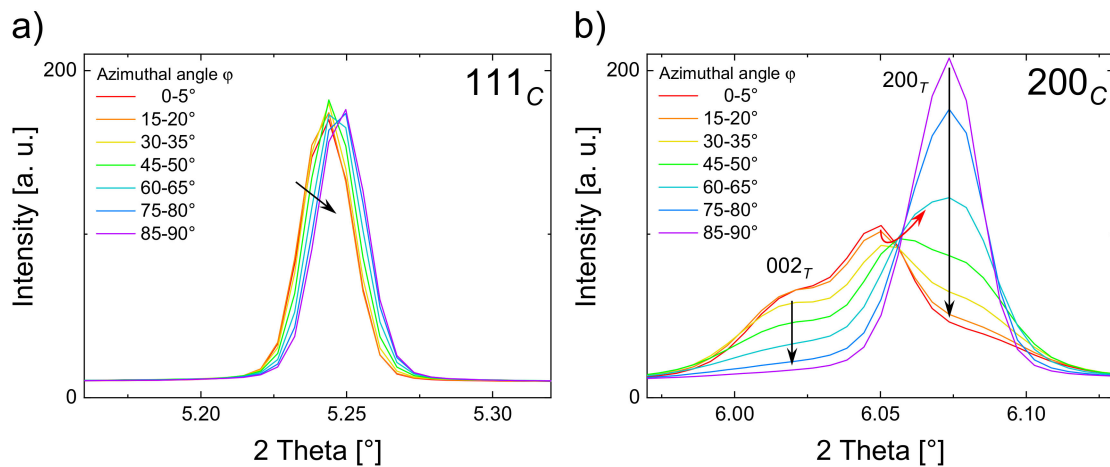 a)
Intensity [a. u.]
200
0
Azimuthal angle φ
0-5°
15-20°
30-35°
45-50°
60-65°
75-80°
85-90°
111C
5.20
5.25
5.30
2 Theta [°]
b)
Intensity [a. u.]
200
0
Azimuthal angle φ
0-5°
15-20°
30-35°
45-50°
60-65°
75-80°
85-90°
200T
200C
002T
6.00
6.05
6.10
2 Theta [°]